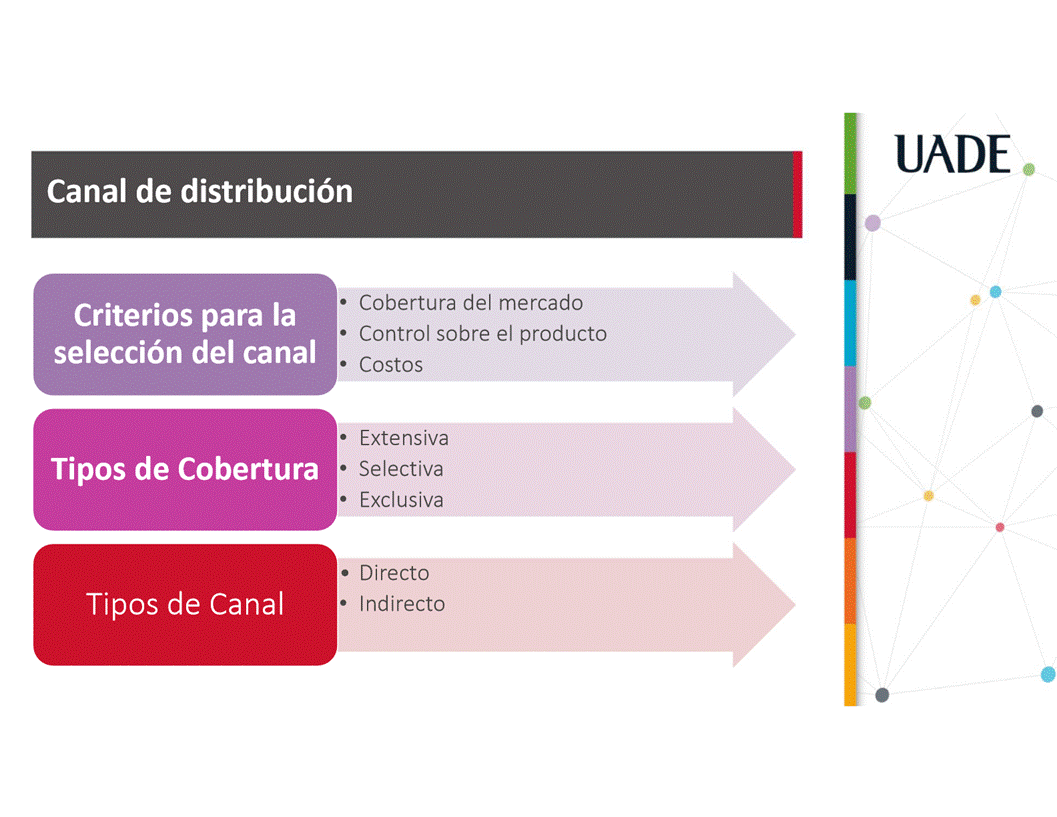 UADE
Canal de distribución
Criterios para la
selección del canal
• Cobertura del mercado
• Control sobre el producto
• Costos
Tipos de Cobertura
• Extensiva
• Selectiva
• Exclusiva
Tipos de Canal
• Directo
• Indirecto